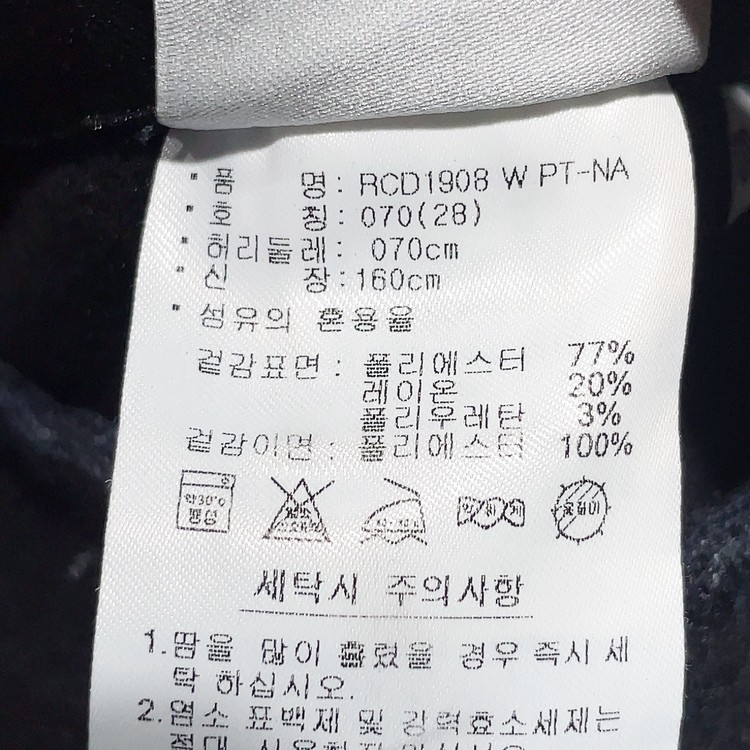 품 명 : RCD1908 W PT-NA
호 칭 : 070(28)
허리둘레 : 070cm
신 장 : 160cm
섬유의 혼용율
겉감표면 : 폴리에스터 77%
레이온 20%
폴리우레탄 3%
겉감이면 : 폴리에스터 100%
약30℃
중성
세탁시 주의사항
1.땀을 많이 흘렸을 경우 즉시 세
탁 하십시오.
2.염소 표백제 및 강력효소세제는
절대